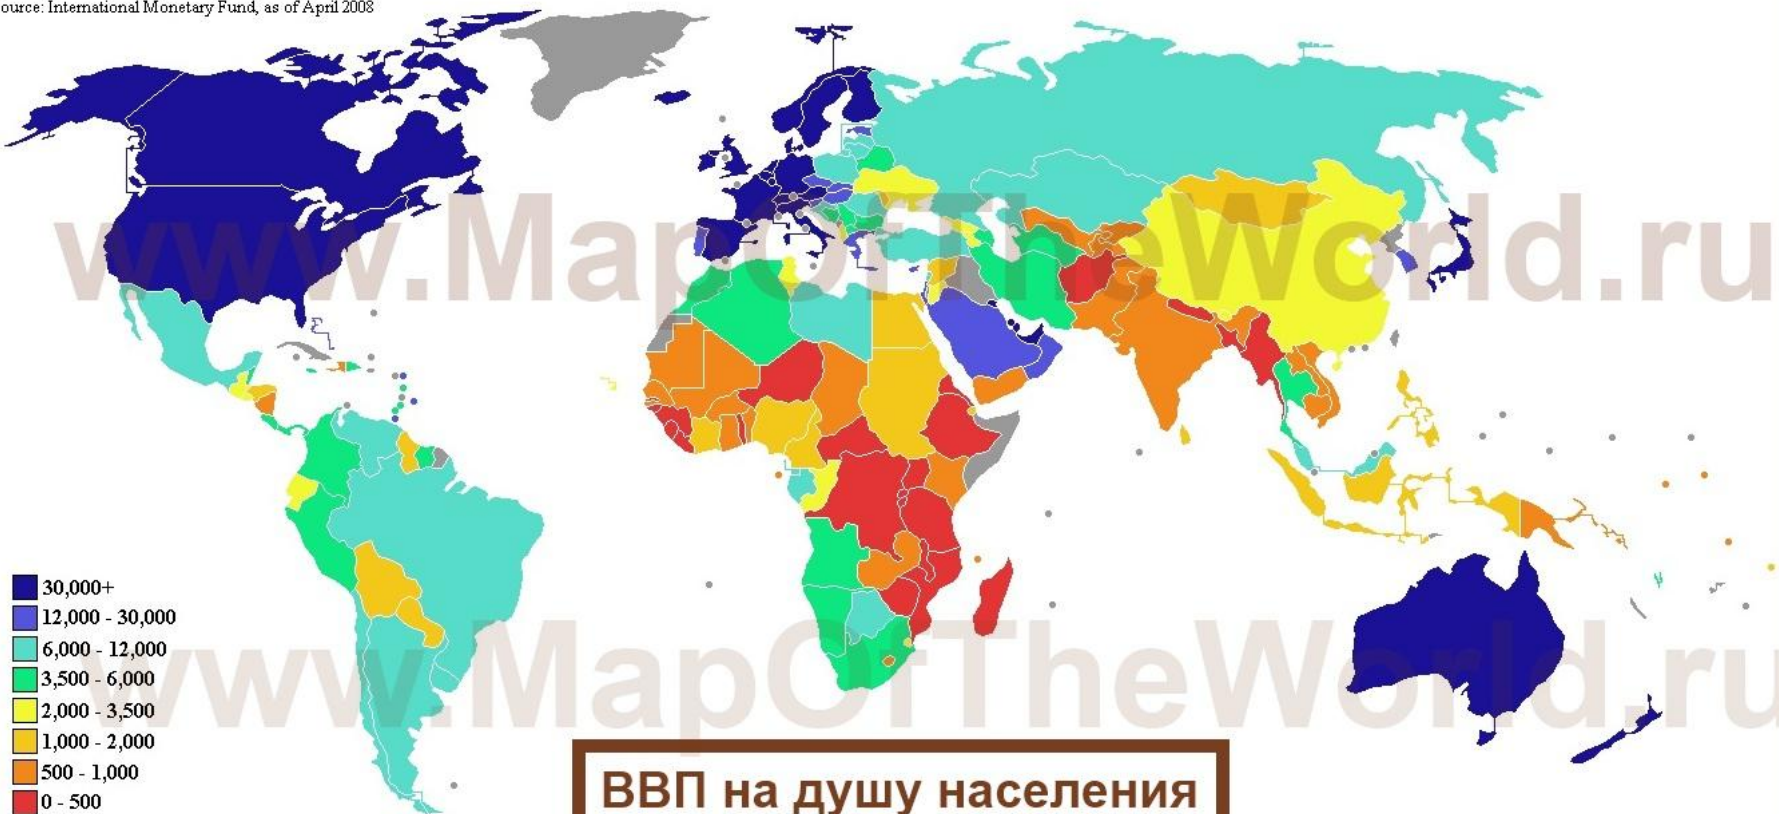 ource: International Monetary Fund, as of April 2008
www.MapOfTheWorld.ru
30,000+
12,000 - 30,000
6,000 - 12,000
3,500 - 6,000
2,000 - 3,500
1,000 - 2,000
500 - 1,000
0 - 500
www.MapOfTheWorld.ru
ВВП на душу населения